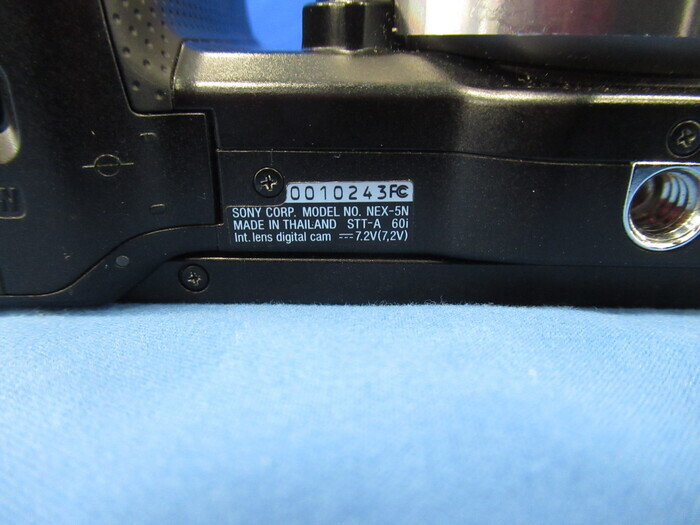 0010243FC
SONY CORP. MODEL NO. NEX-5N
MADE IN THAILAND STT-A 60i
Int. lens digital cam ⎓ 7.2V(7,2V)